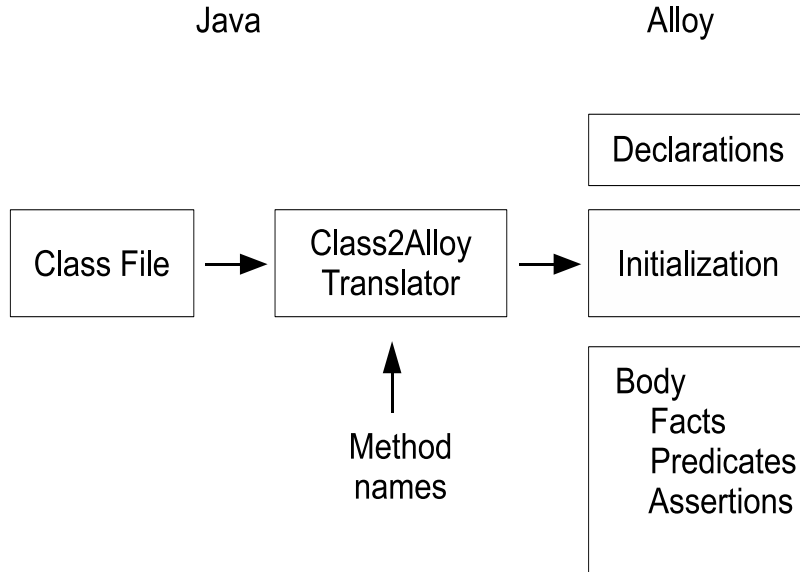 Java
Alloy
Declarations
Class File
Class2Alloy
Translator
Initialization
Method
names
Body
Facts
Predicates
Assertions